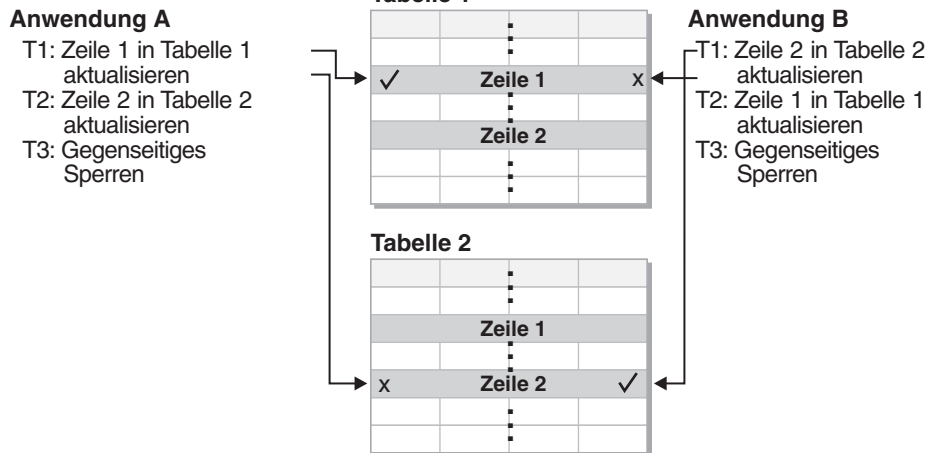 Tabelle 1
Anwendung A
T1: Zeile 1 in Tabelle 1
aktualisieren
T2: Zeile 2 in Tabelle 2
aktualisieren
T3: Gegenseitiges
Sperren
Zeile 1
x
Zeile 2
Anwendung B
T1: Zeile 2 in Tabelle 2
aktualisieren
T2: Zeile 1 in Tabelle 1
aktualisieren
T3: Gegenseitiges
Sperren
Tabelle 2
Zeile 1
x
Zeile 2